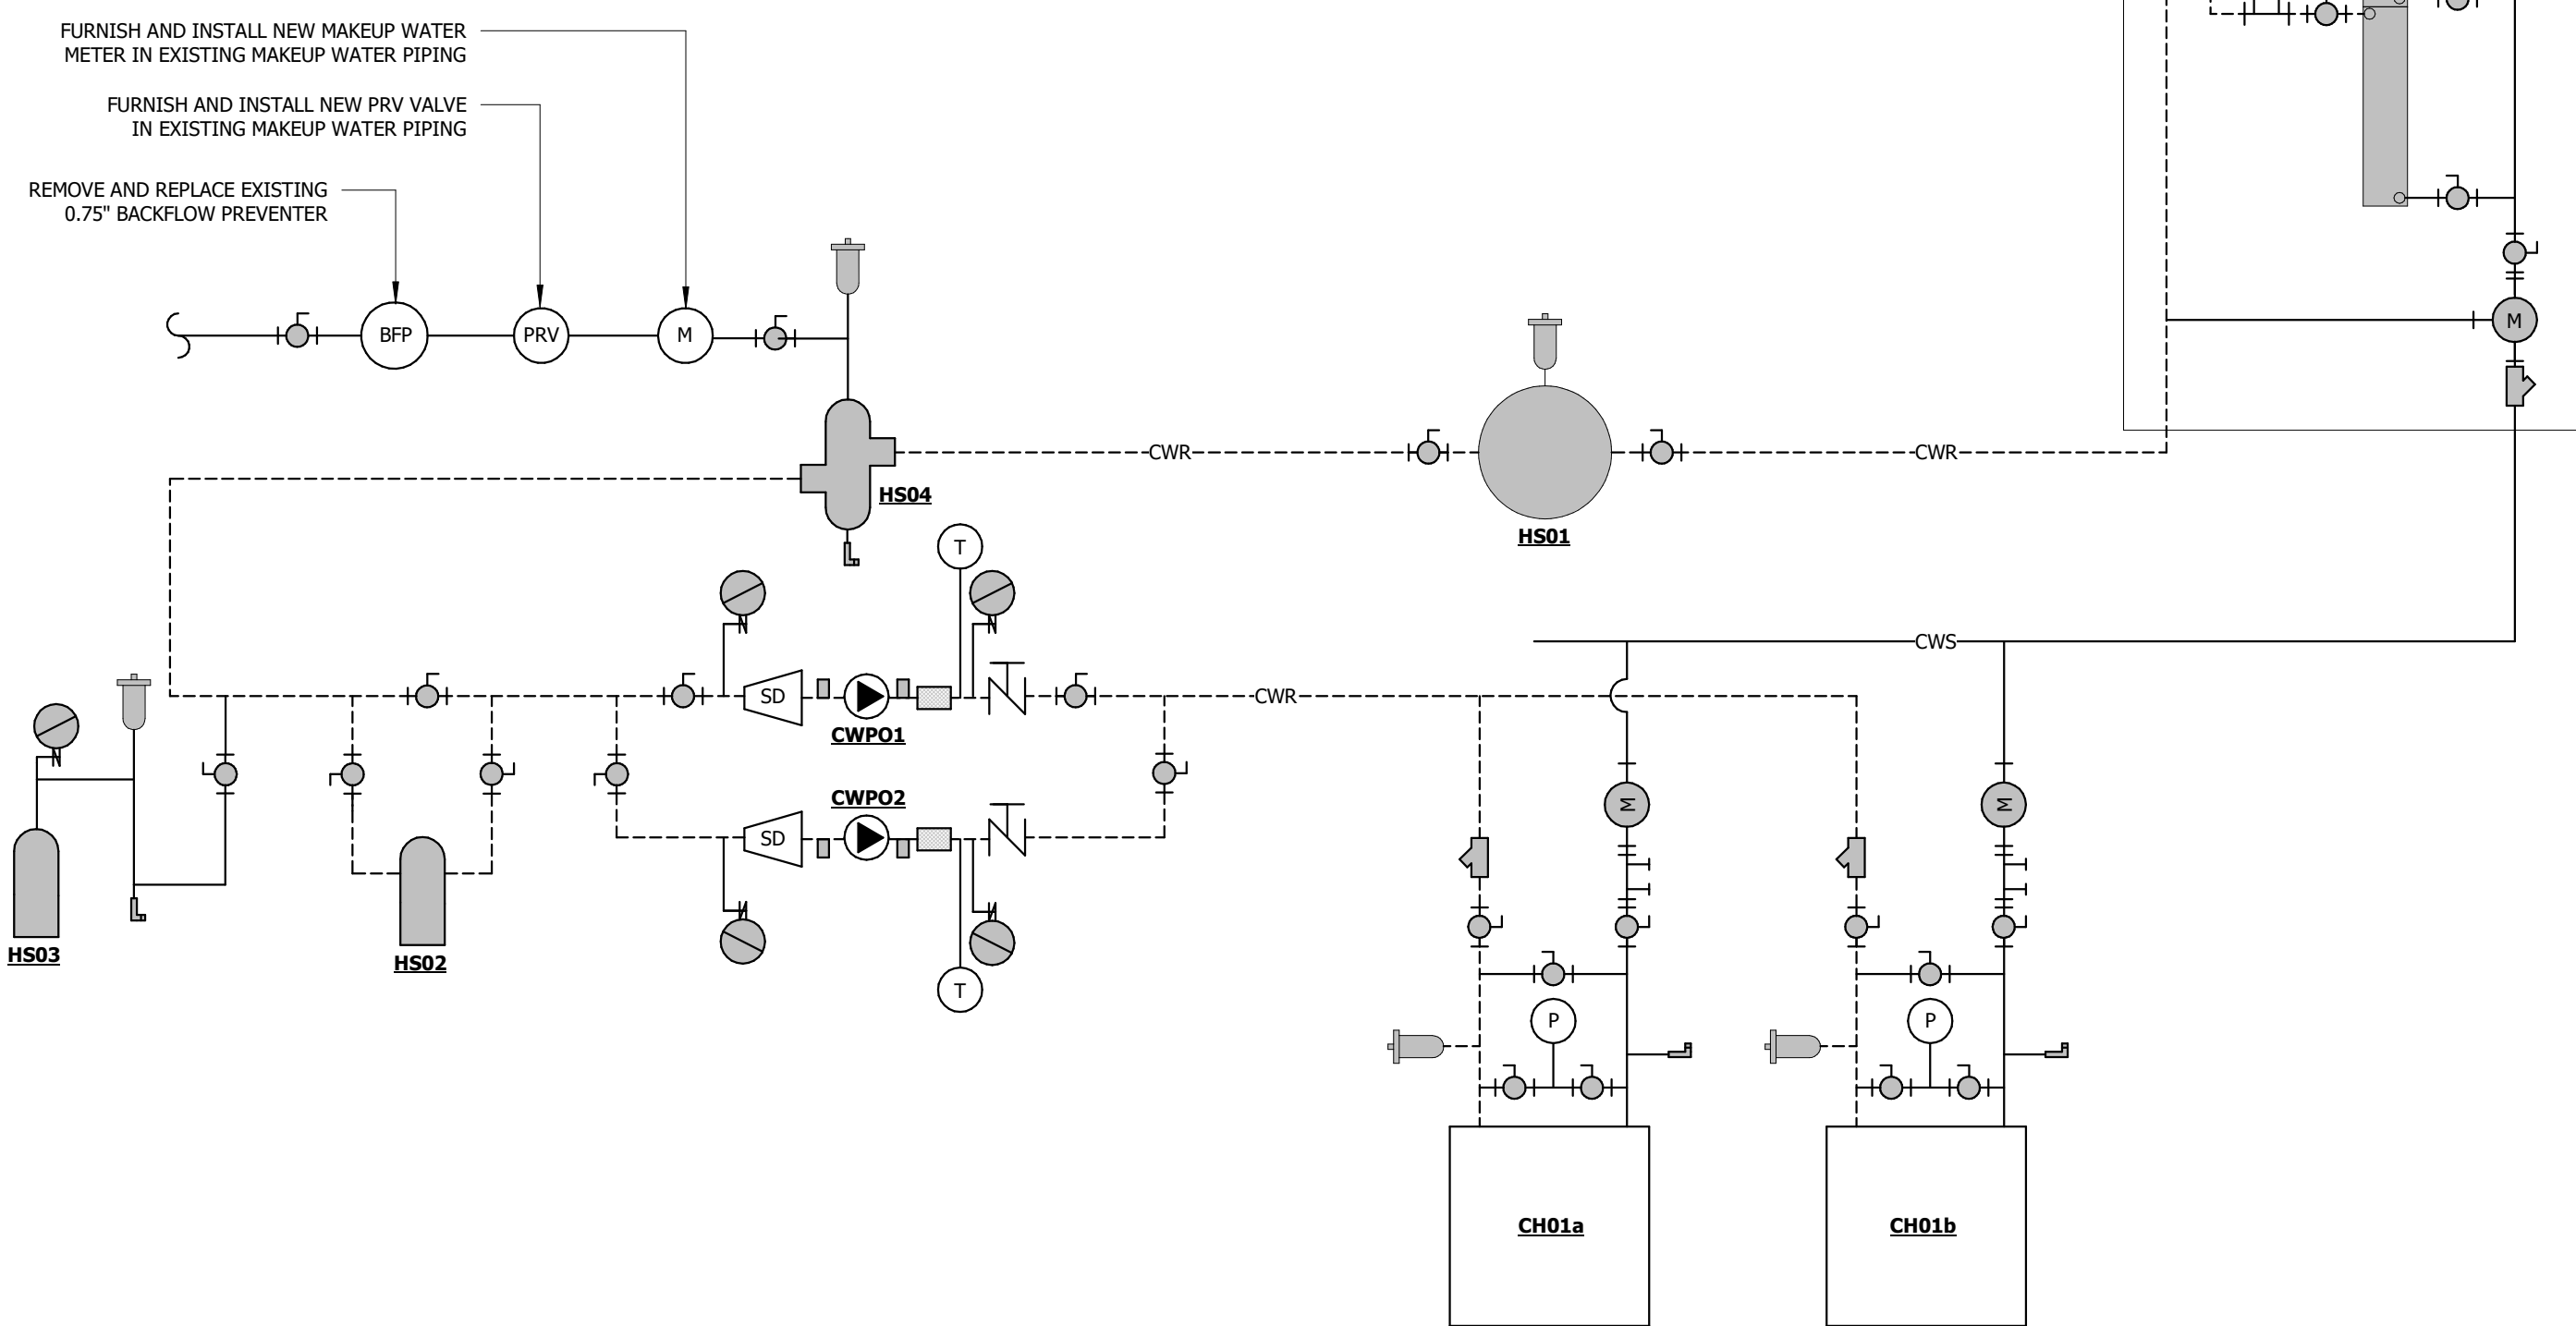 FURNISH AND INSTALL NEW MAKEUP WATER
METER IN EXISTING MAKEUP WATER PIPING
FURNISH AND INSTALL NEW PRV VALVE
IN EXISTING MAKEUP WATER PIPING
REMOVE AND REPLACE EXISTING
0.75" BACKFLOW PREVENTER
BFP
PRV
M
M
CWR
CWR
HS04
HS01
T
CWS
SD
CWPO1
CWR
CWPO2
SD
M
M
HS03
HS02
T
P
P
CH01a
CH01b